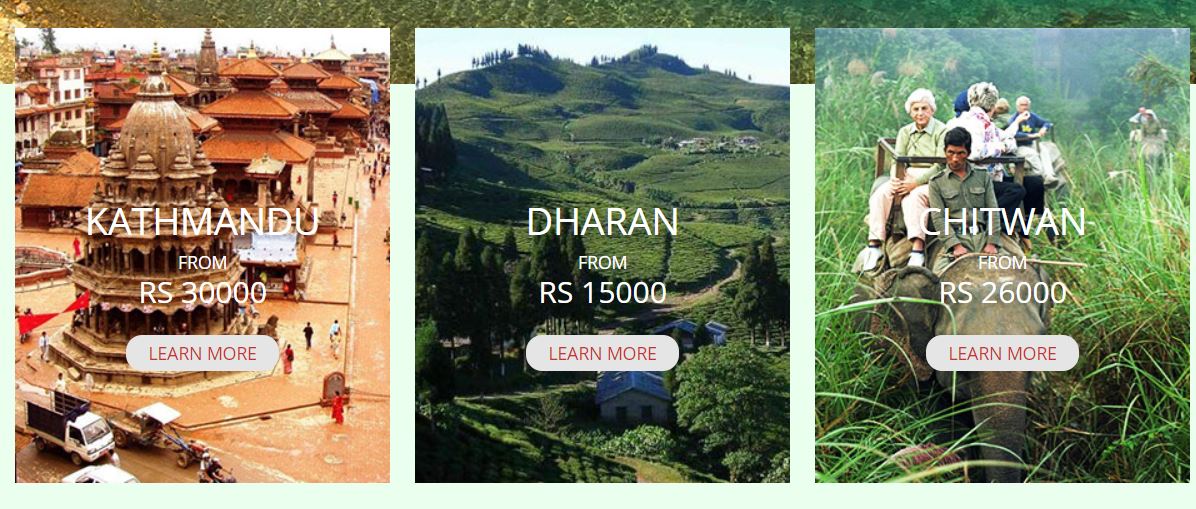 KATHMANDU
FROM
RS 30000
LEARN MORE
DHARAN
FROM
RS 15000
LEARN MORE
CHITWAN
FROM
RS 26000
LEARN MORE